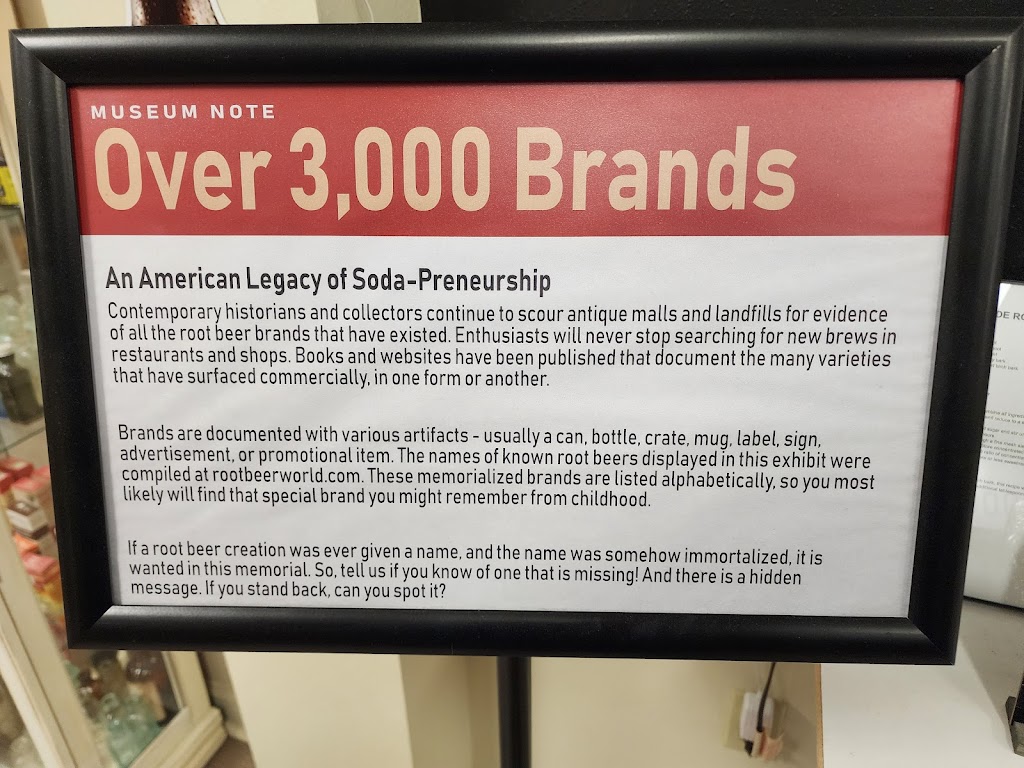 MUSEUM NOTE
Over 3,000 Brands
An American Legacy of Soda-Preneurship
Contemporary historians and collectors continue to scour antique malls and landfills for evidence
of all the root beer brands that have existed. Enthusiasts will never stop searching for new brews in
restaurants and shops. Books and websites have been published that document the many varieties
that have surfaced commercially, in one form or another.
Brands are documented with various artifacts - usually a can, bottle, crate, mug, label, sign,
advertisement, or promotional item. The names of known root beers displayed in this exhibit were
compiled at rootbeerworld.com. These memorialized brands are listed alphabetically, so you most
likely will find that special brand you might remember from childhood.
If a root beer creation was ever given a name, and the name was somehow immortalized, it is
wanted in this memorial. So, tell us if you know of one that is missing! And there is a hidden
message. If you stand back, can you spot it?